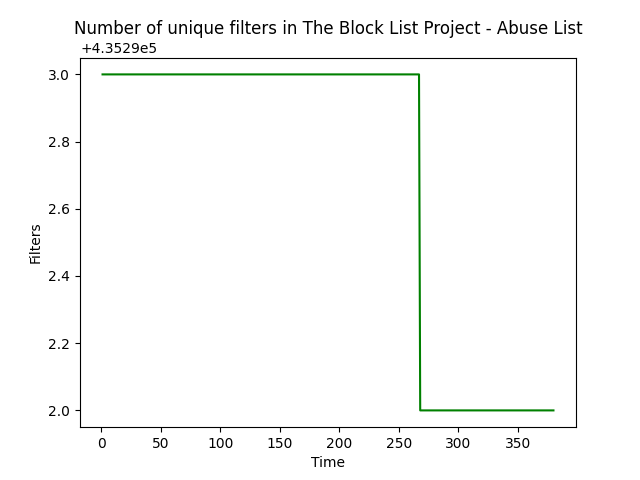 Number of unique filters in The Block List Project - Abuse List
+4.3529e5
3.0
2.8
2.6
2.4
2.2
2.0
Filters
0 50 100 150 200 250 300 350
Time